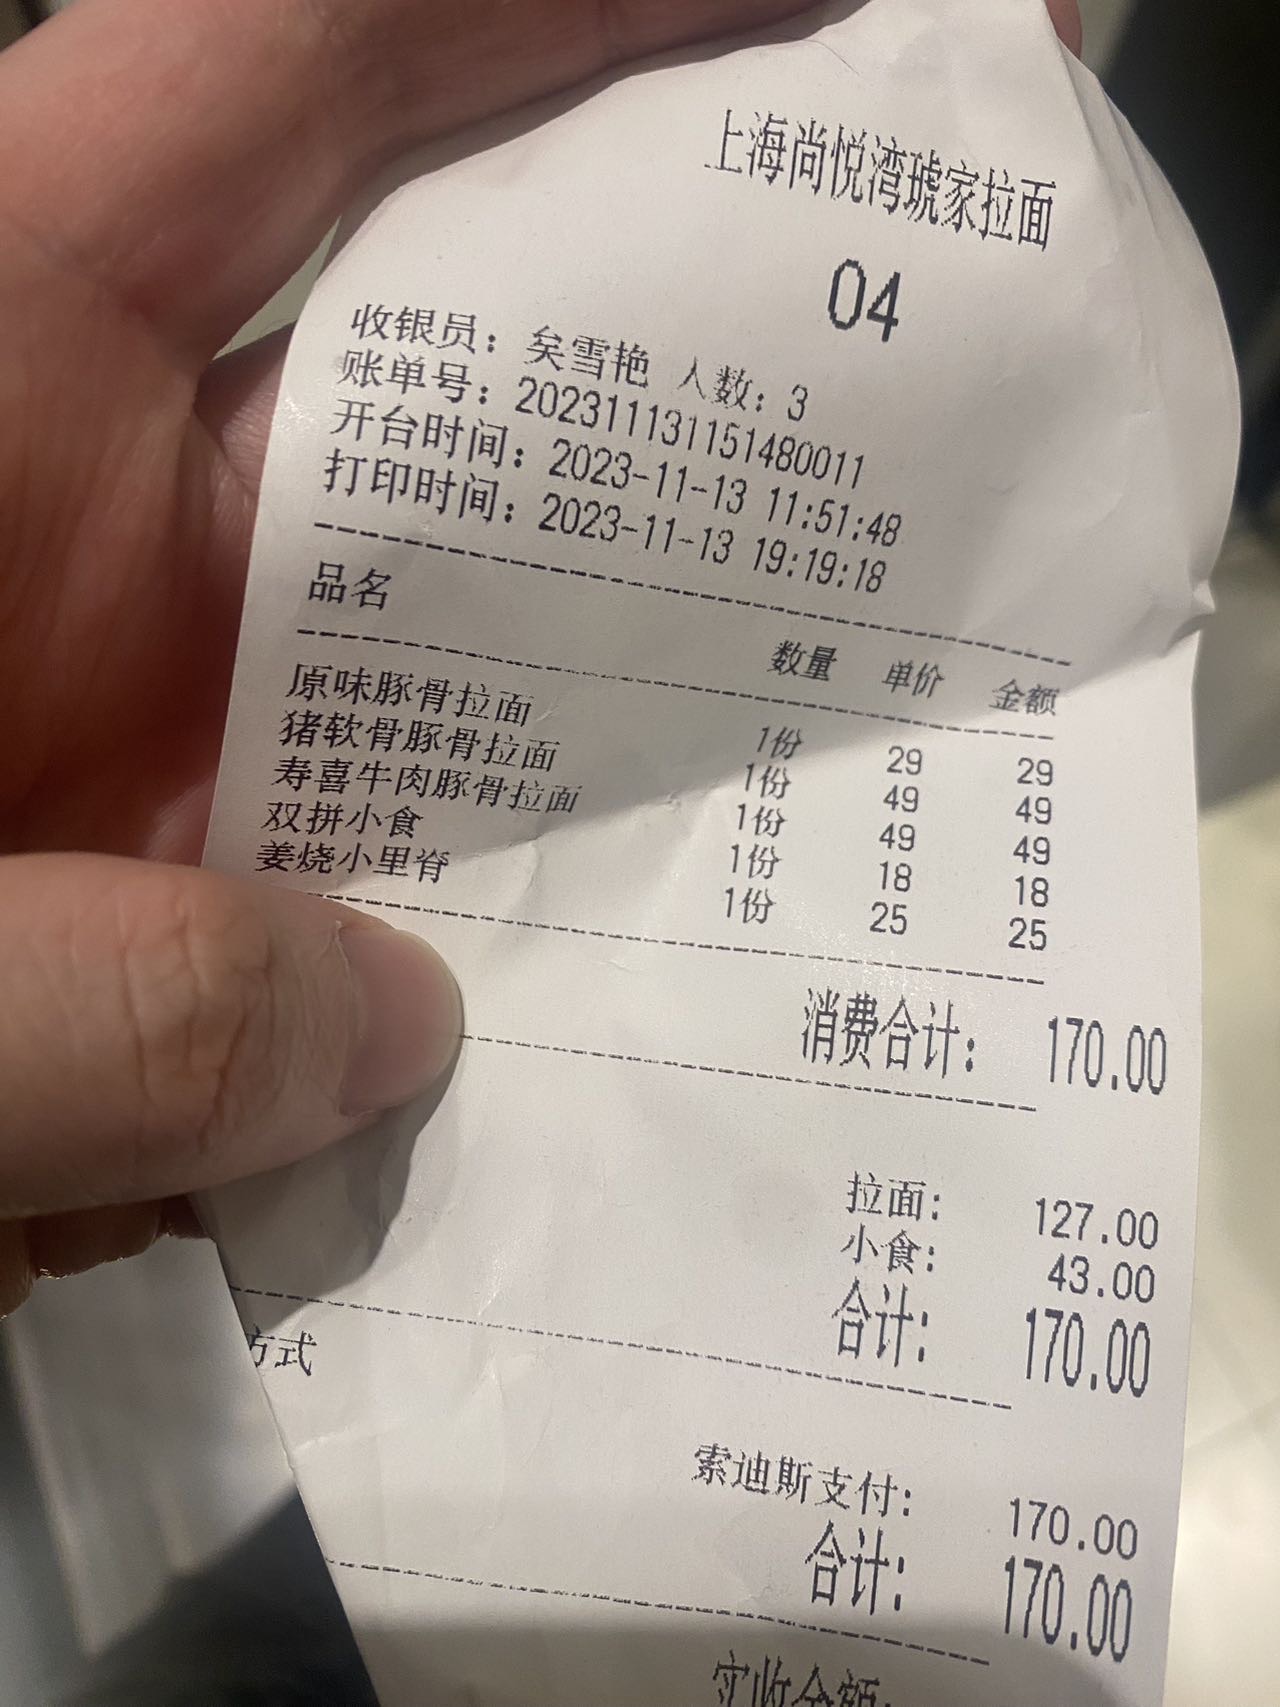 上海尚悦湾琥家拉面
04
收银员：矣雪艳 人数：3
账单号：202311131151480011
开台时间：2023-11-13 11:51:48
打印时间：2023-11-13 19:19:18
品名 数量 单价 金额
原味豚骨拉面 1份 29 29
猪软骨豚骨拉面 1份 49 49
寿喜牛肉豚骨拉面 1份 49 49
双拼小食 1份 18 18
姜烧小里脊 1份 25 25
消费合计： 170.00
拉面： 127.00
小食： 43.00
合计： 170.00
方式
索迪斯支付： 170.00
合计： 170.00
实收金额：